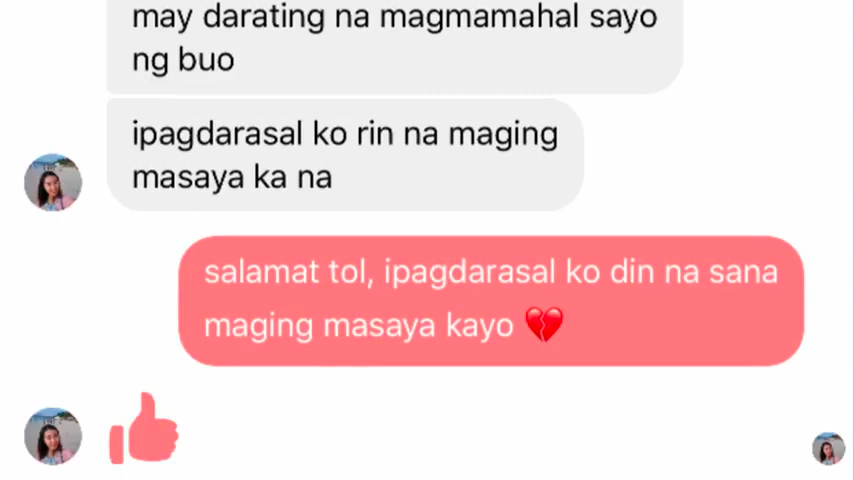 may darating na magmamahal sayo
ng buo
ipagdarasal ko rin na maging
masaya ka na
salamat tol, ipagdarasal ko din na sana
maging masaya kayo 💔